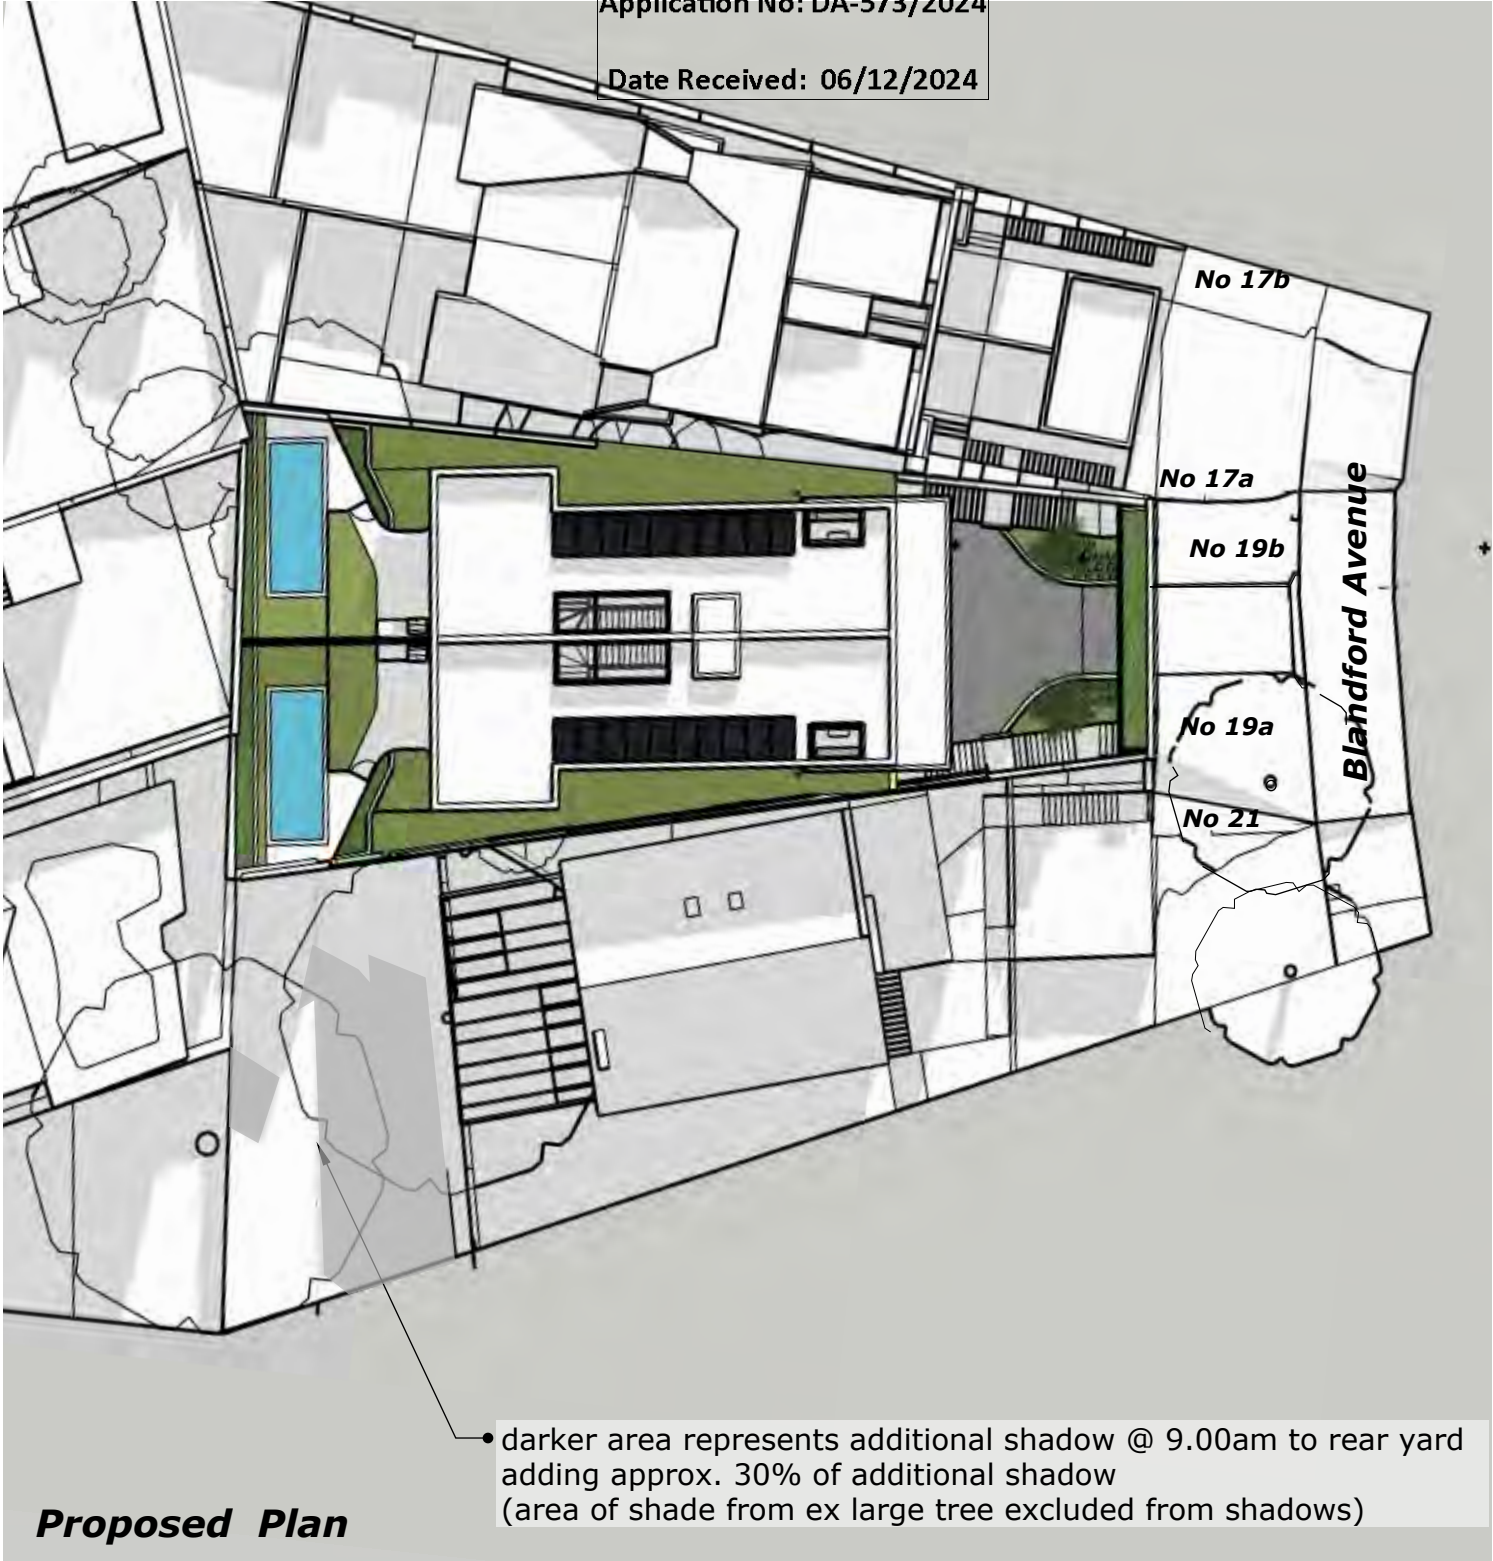 Application No: DA-573/2024
Date Received: 06/12/2024
No 17b
No 17a
No 19b
Blandford Avenue
No 19a
No 21
darker area represents additional shadow @ 9.00am to rear yard
adding approx. 30% of additional shadow
(area of shade from ex large tree excluded from shadows)
Proposed Plan